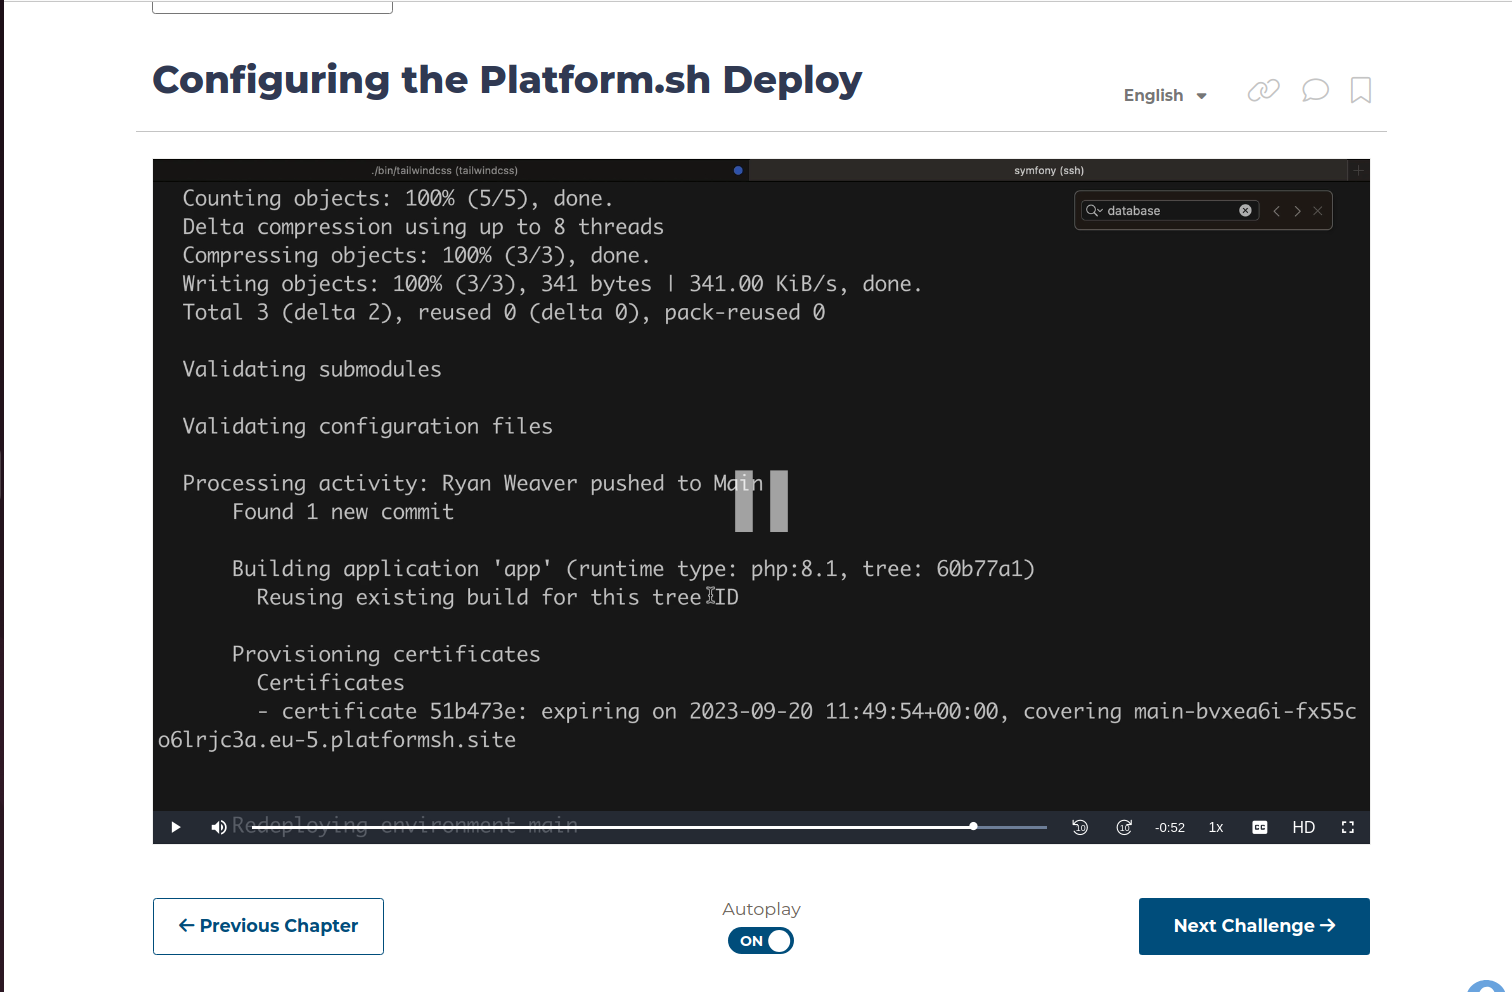 Configuring the Platform.sh Deploy
English
./bin/tailwindcss (tailwindcss)
symfony (ssh)
database
Counting objects: 100% (5/5), done.
Delta compression using up to 8 threads
Compressing objects: 100% (3/3), done.
Writing objects: 100% (3/3), 341 bytes | 341.00 KiB/s, done.
Total 3 (delta 2), reused 0 (delta 0), pack-reused 0
Validating submodules
Validating configuration files
Processing activity: Ryan Weaver pushed to Main
Found 1 new commit
Building application 'app' (runtime type: php:8.1, tree: 60b77a1)
Reusing existing build for this tree ID
Provisioning certificates
Certificates
- certificate 51b473e: expiring on 2023-09-20 11:49:54+00:00, covering main-bvxea6i-fx55c
o6lrjc3a.eu-5.platformsh.site
Redeploying environment main
10
10
-0:52
1x
CC
HD
← Previous Chapter
Autoplay
ON
Next Challenge →